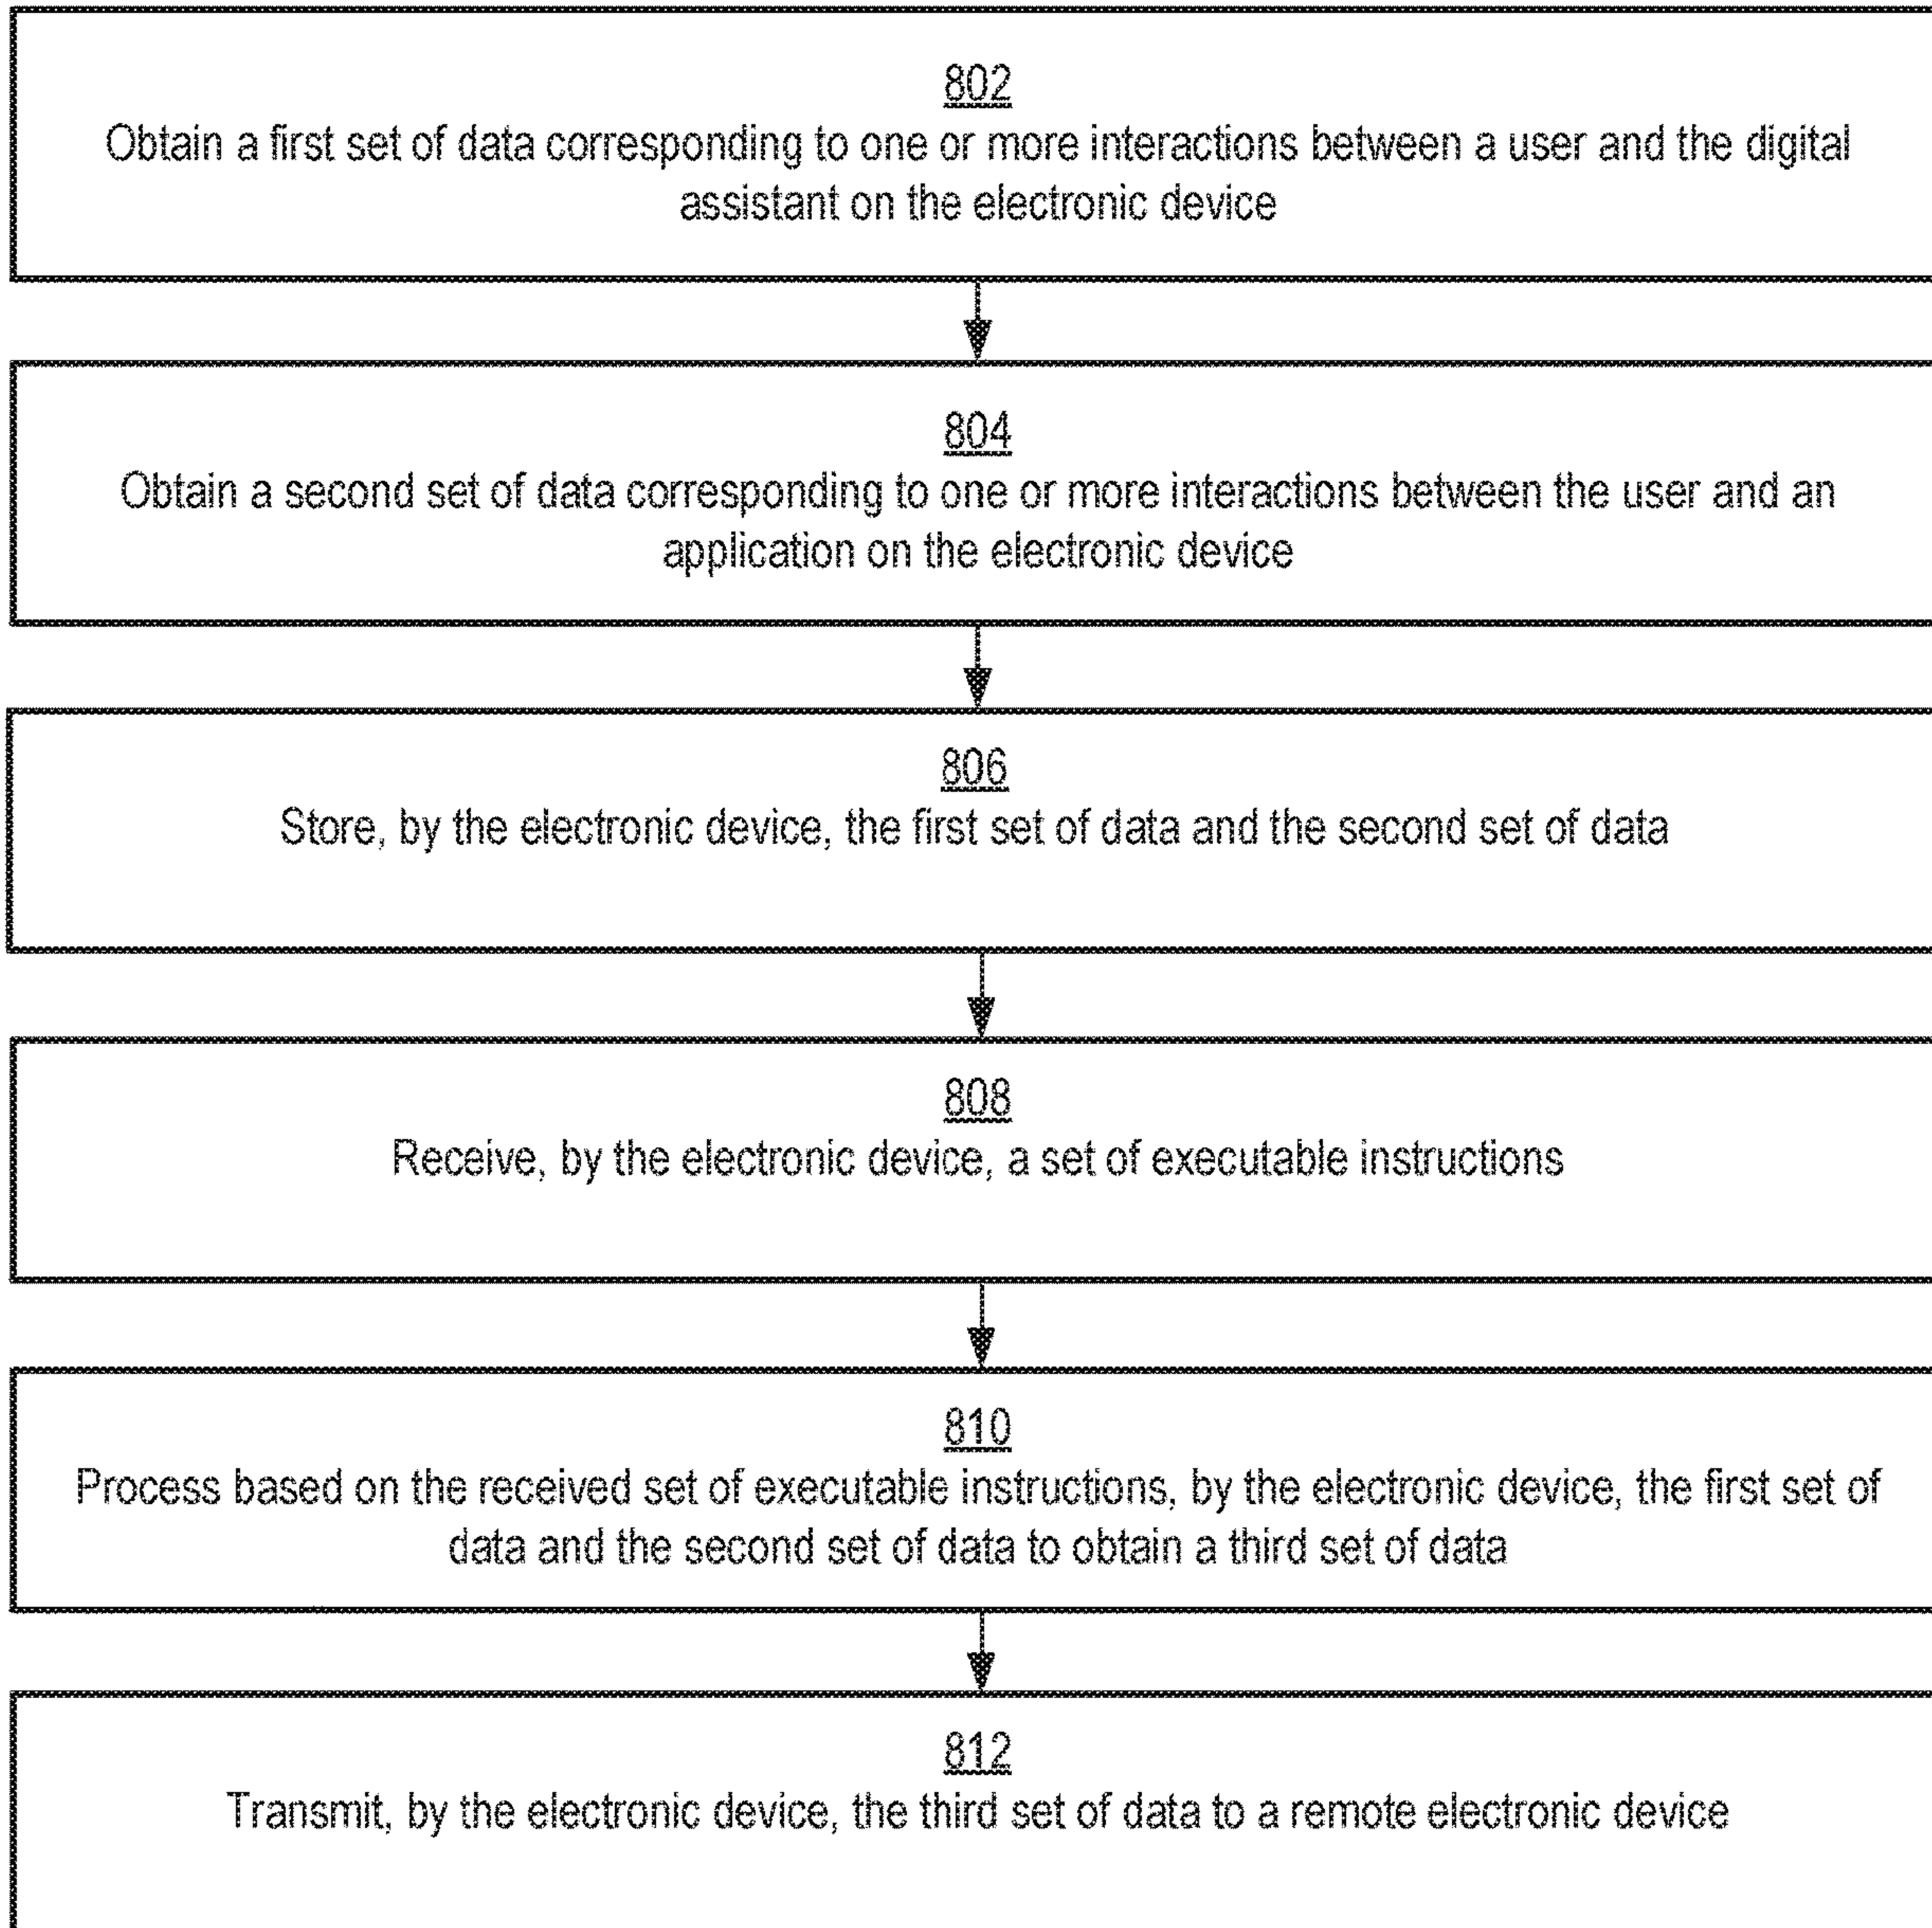 802
Obtain a first set of data corresponding to one or more interactions between a user and the digital
assistant on the electronic device
804
Obtain a second set of data corresponding to one or more interactions between the user and an
application on the electronic device
806
Store, by the electronic device, the first set of data and the second set of data
808
Receive, by the electronic device, a set of executable instructions
810
Process based on the received set of executable instructions, by the electronic device, the first set of
data and the second set of data to obtain a third set of data
812
Transmit, by the electronic device, the third set of data to a remote electronic device